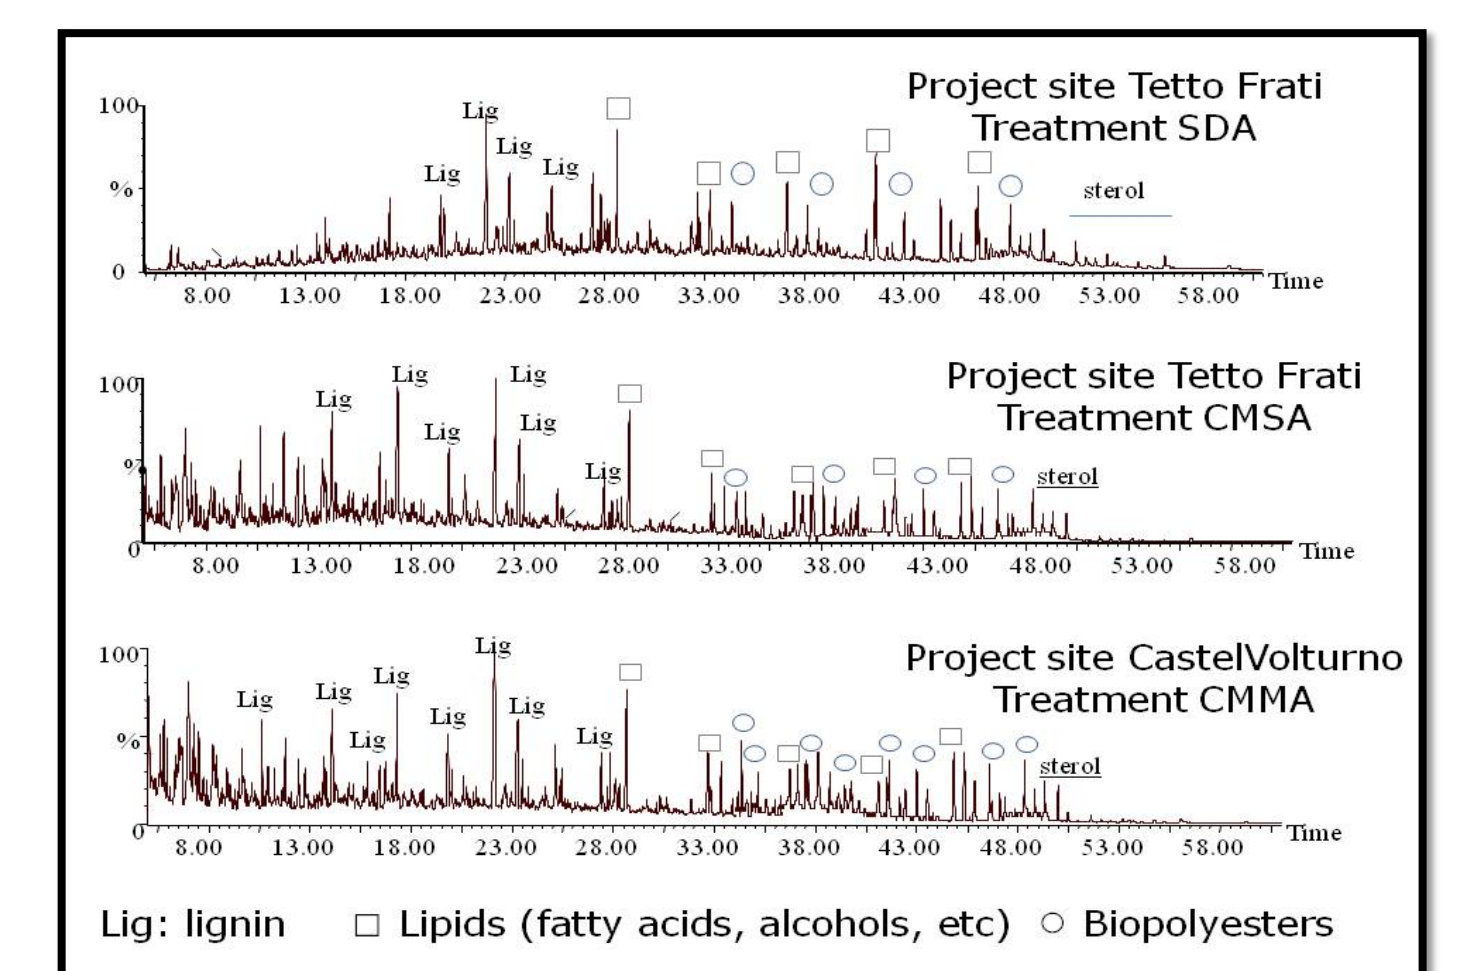 Project site Tetto Frati
Treatment SDA
100
%
0
Lig
Lig
Lig
Lig
sterol
8.00 13.00 18.00 23.00 28.00 33.00 38.00 43.00 48.00 53.00 58.00
Time
Project site Tetto Frati
Treatment CMSA
100
%
0
Lig
Lig
Lig
Lig
Lig
Lig
sterol
8.00 13.00 18.00 23.00 28.00 33.00 38.00 43.00 48.00 53.00 58.00
Time
Project site CastelVolturno
Treatment CMMA
100
%
0
Lig
Lig
Lig
Lig
Lig
Lig
Lig
Lig
sterol
8.00 13.00 18.00 23.00 28.00 33.00 38.00 43.00 48.00 53.00 58.00
Time
Lig: lignin Lipids (fatty acids, alcohols, etc) Biopolyesters